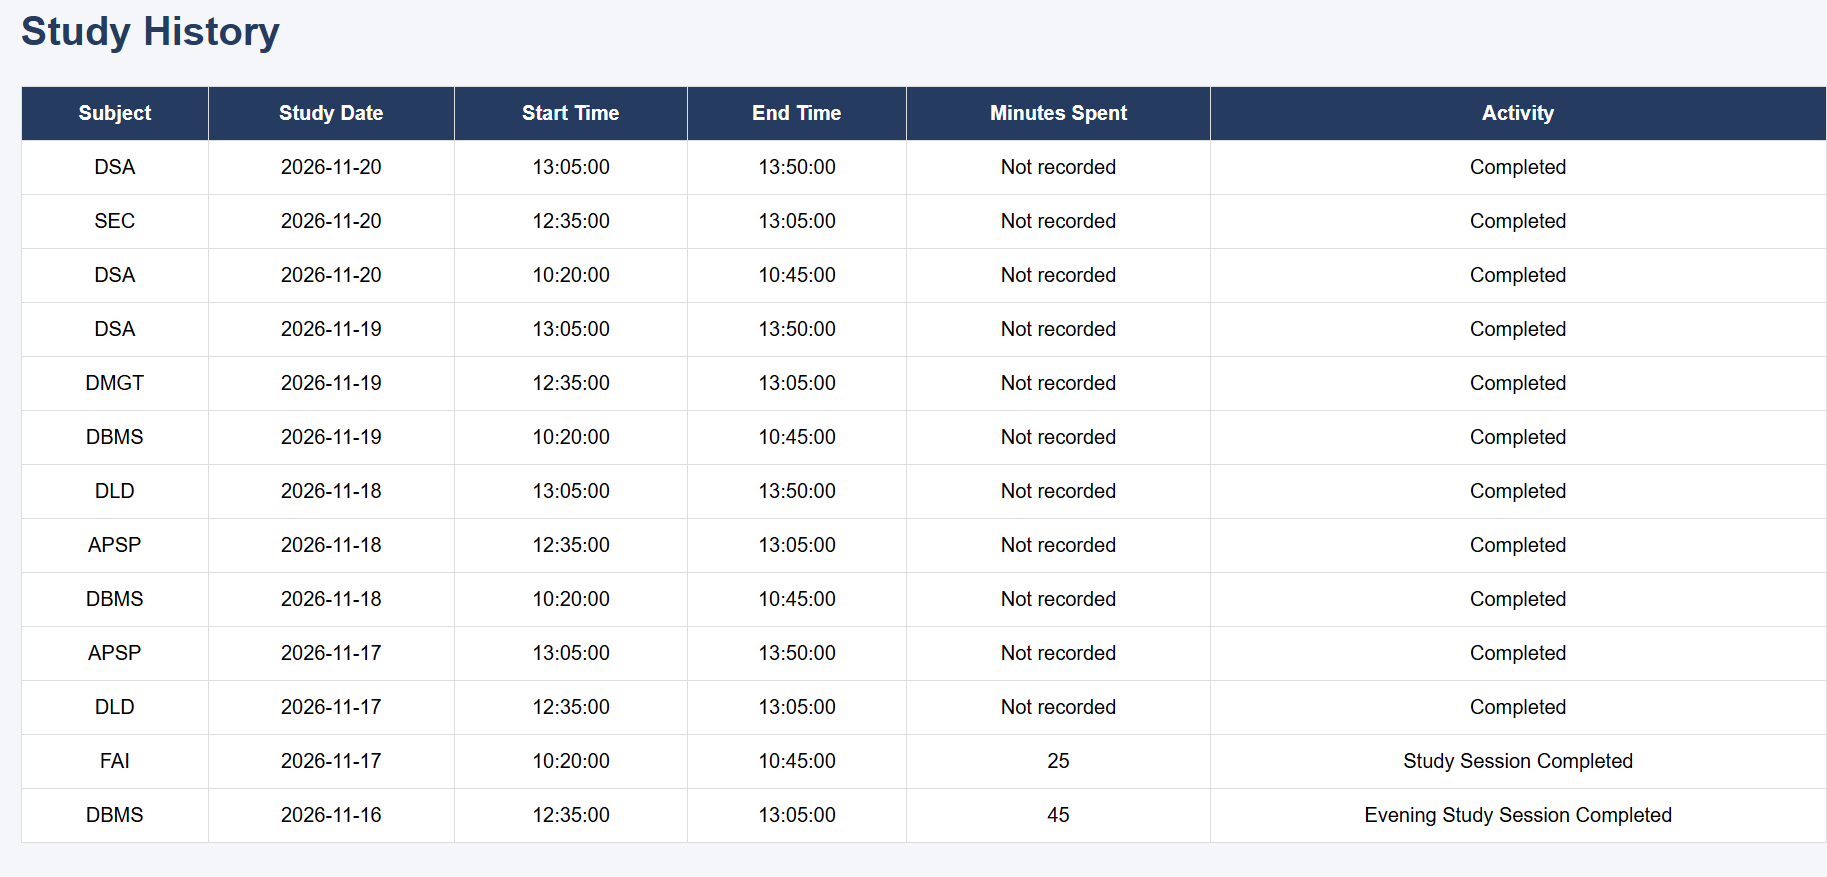 Study History
Subject Study Date Start Time End Time Minutes Spent Activity
DSA 2026-11-20 13:05:00 13:50:00 Not recorded Completed
SEC 2026-11-20 12:35:00 13:05:00 Not recorded Completed
DSA 2026-11-20 10:20:00 10:45:00 Not recorded Completed
DSA 2026-11-19 13:05:00 13:50:00 Not recorded Completed
DMGT 2026-11-19 12:35:00 13:05:00 Not recorded Completed
DBMS 2026-11-19 10:20:00 10:45:00 Not recorded Completed
DLD 2026-11-18 13:05:00 13:50:00 Not recorded Completed
APSP 2026-11-18 12:35:00 13:05:00 Not recorded Completed
DBMS 2026-11-18 10:20:00 10:45:00 Not recorded Completed
APSP 2026-11-17 13:05:00 13:50:00 Not recorded Completed
DLD 2026-11-17 12:35:00 13:05:00 Not recorded Completed
FAI 2026-11-17 10:20:00 10:45:00 25 Study Session Completed
DBMS 2026-11-16 12:35:00 13:05:00 45 Evening Study Session Completed